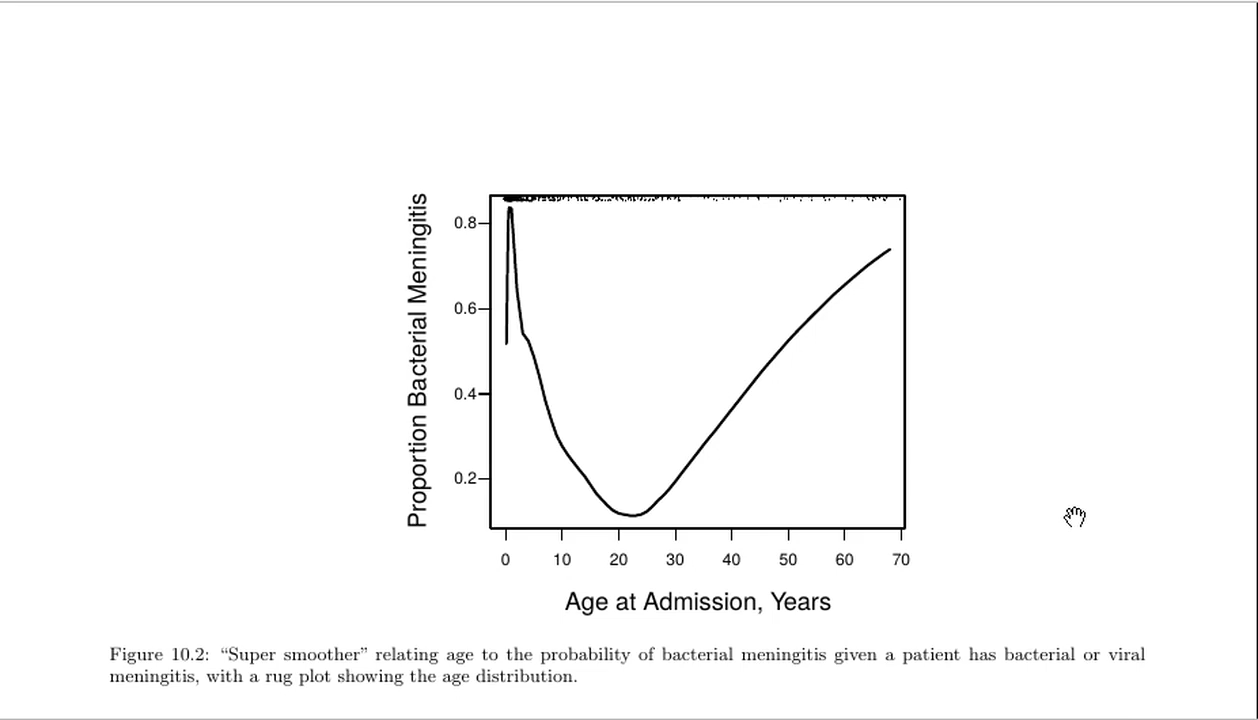 Proportion Bacterial Meningitis
0.8
0.6
0.4
0.2
0 10 20 30 40 50 60 70
Age at Admission, Years
Figure 10.2: “Super smoother” relating age to the probability of bacterial meningitis given a patient has bacterial or viral
meningitis, with a rug plot showing the age distribution.